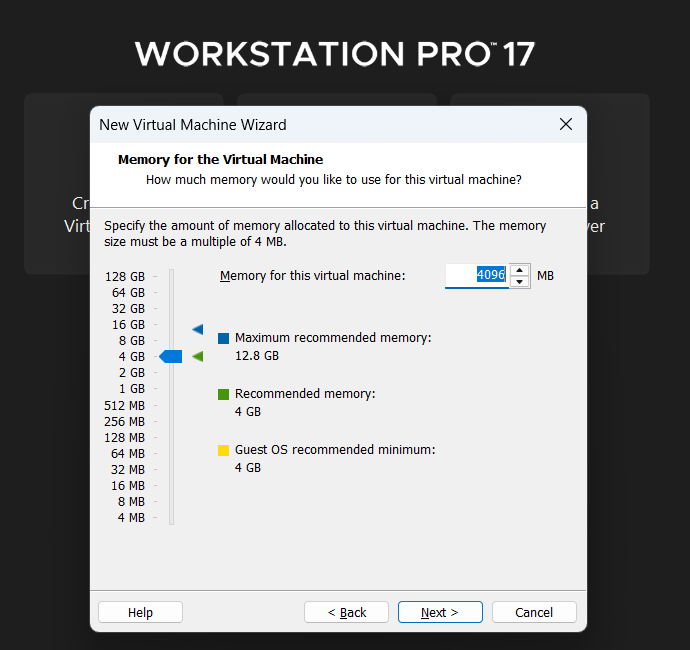 WORKSTATION PRO™ 17
New Virtual Machine Wizard
Memory for the Virtual Machine
How much memory would you like to use for this virtual machine?
Cr
a
Virt
ver
Specify the amount of memory allocated to this virtual machine. The memory
size must be a multiple of 4 MB.
128 GB
64 GB
32 GB
16 GB
8 GB
4 GB
2 GB
1 GB
512 MB
256 MB
128 MB
64 MB
32 MB
16 MB
8 MB
4 MB
Memory for this virtual machine: 4096 MB
Maximum recommended memory:
12.8 GB
Recommended memory:
4 GB
Guest OS recommended minimum:
4 GB
Help
< Back
Next >
Cancel